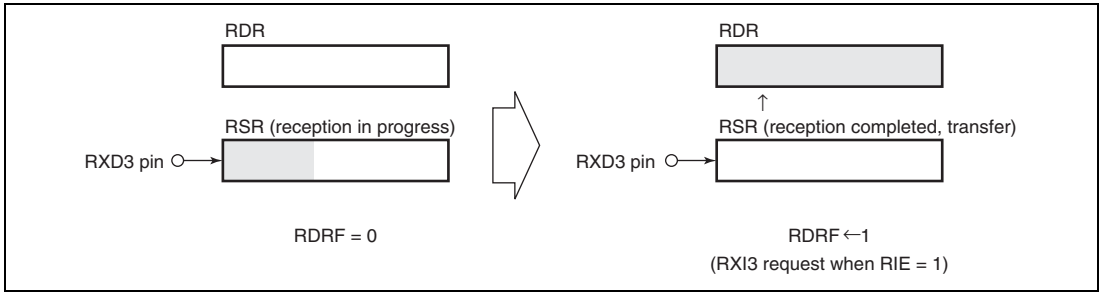 RDR
RSR (reception in progress)
RXD3 pin
RDRF = 0
RDR
↑
RSR (reception completed, transfer)
RXD3 pin
RDRF ←1
(RXI3 request when RIE = 1)